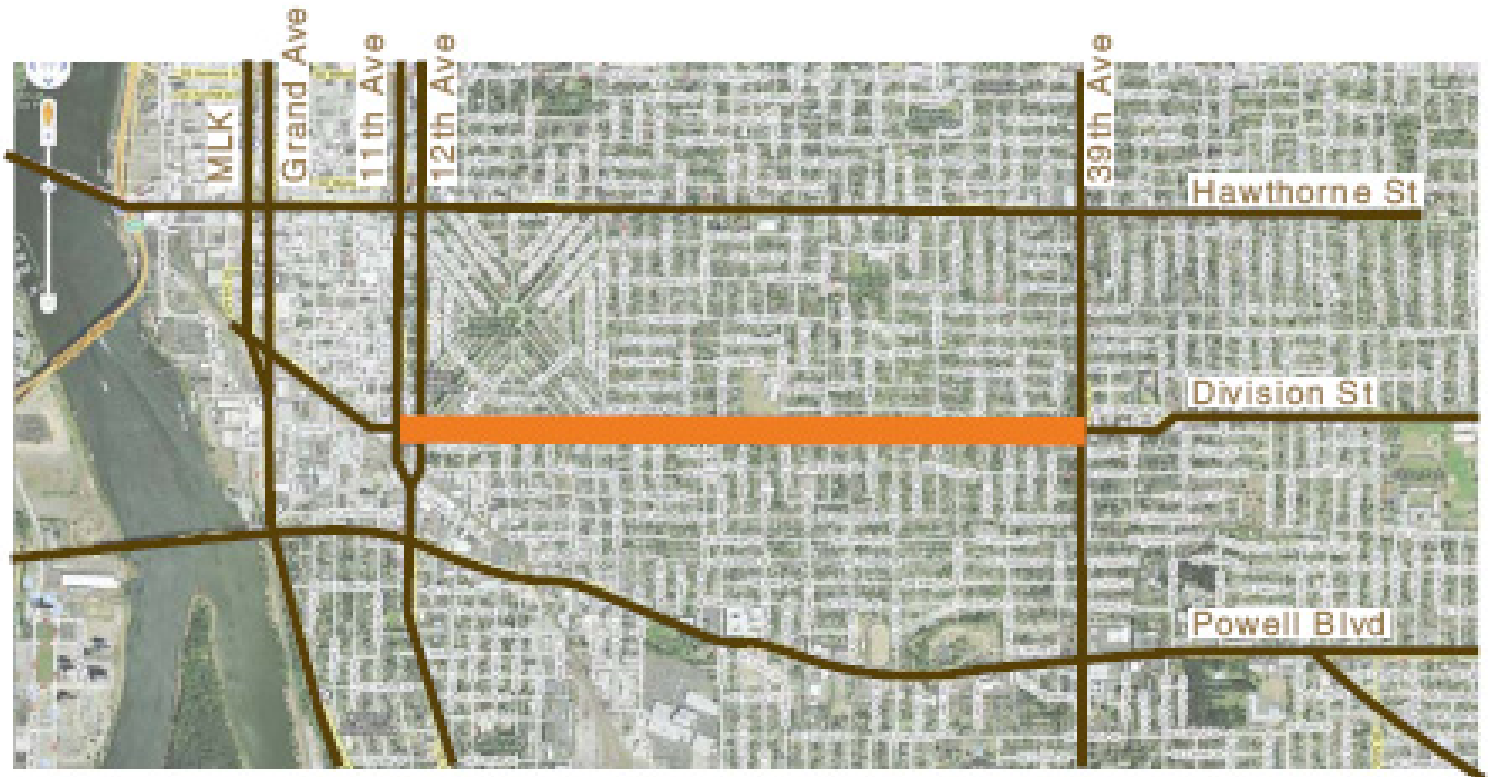 MLK
Grand Ave
11th Ave
12th Ave
39th Ave
Hawthorne St
Division St
Powell Blvd